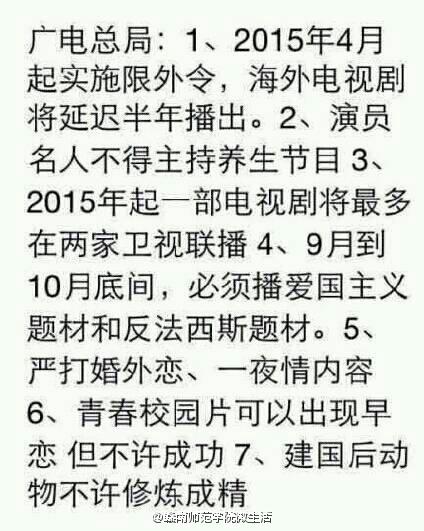 广电总局：1、2015年4月
起实施限外令，海外电视剧
将延迟半年播出。2、演员
名人不得主持养生节目 3、
2015年起一部电视剧将最多
在两家卫视联播 4、9月到
10月底间，必须播爱国主义
题材和反法西斯题材。5、
严打婚外恋、一夜情内容
6、青春校园片可以出现早
恋 但不许成功 7、建国后动
物不许修炼成精
@赣南师范学院微生活